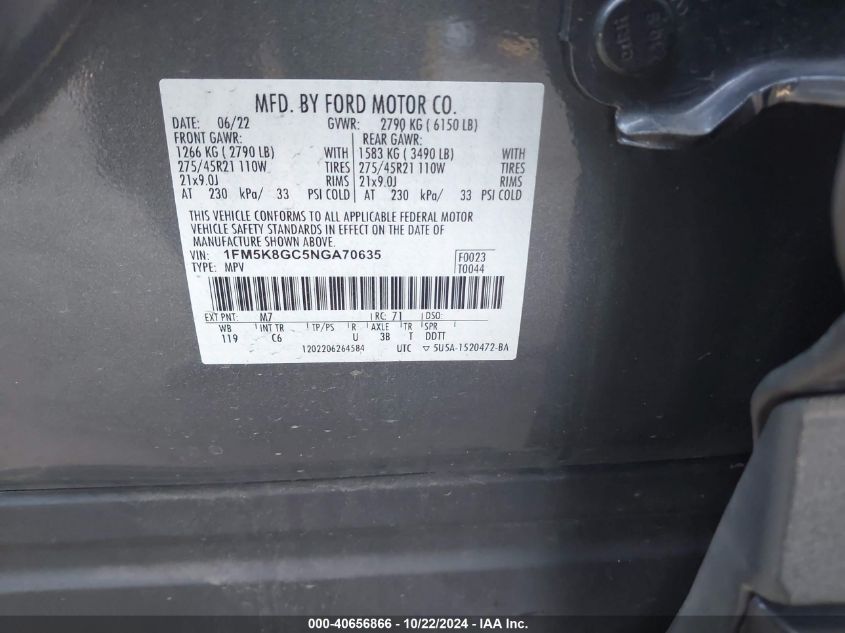 MFD. BY FORD MOTOR CO.
DATE: 06/22 GVWR: 2790 KG ( 6150 LB)
FRONT GAWR: REAR GAWR:
1266 KG ( 2790 LB) WITH 1583 KG ( 3490 LB) WITH
275/45R21 110W TIRES 275/45R21 110W TIRES
21x9.0J RIMS 21x9.0J RIMS
AT 230 kPa/ 33 PSI COLD AT 230 kPa/ 33 PSI COLD
THIS VEHICLE CONFORMS TO ALL APPLICABLE FEDERAL MOTOR
VEHICLE SAFETY STANDARDS IN EFFECT ON THE DATE OF
MANUFACTURE SHOWN ABOVE.
VIN: 1FM5K8GC5NGA70635 F0023
TYPE: MPV T0044
EXT PNT: M7 RC: 71 DSO:
WB INT TR TP/PS R AXLE TR SPR
119 C6 U 3B T DDTT
1202206264584 UTC ▽ 5U5A-1520472-BA
000-40656866 - 10/22/2024 - IAA Inc.